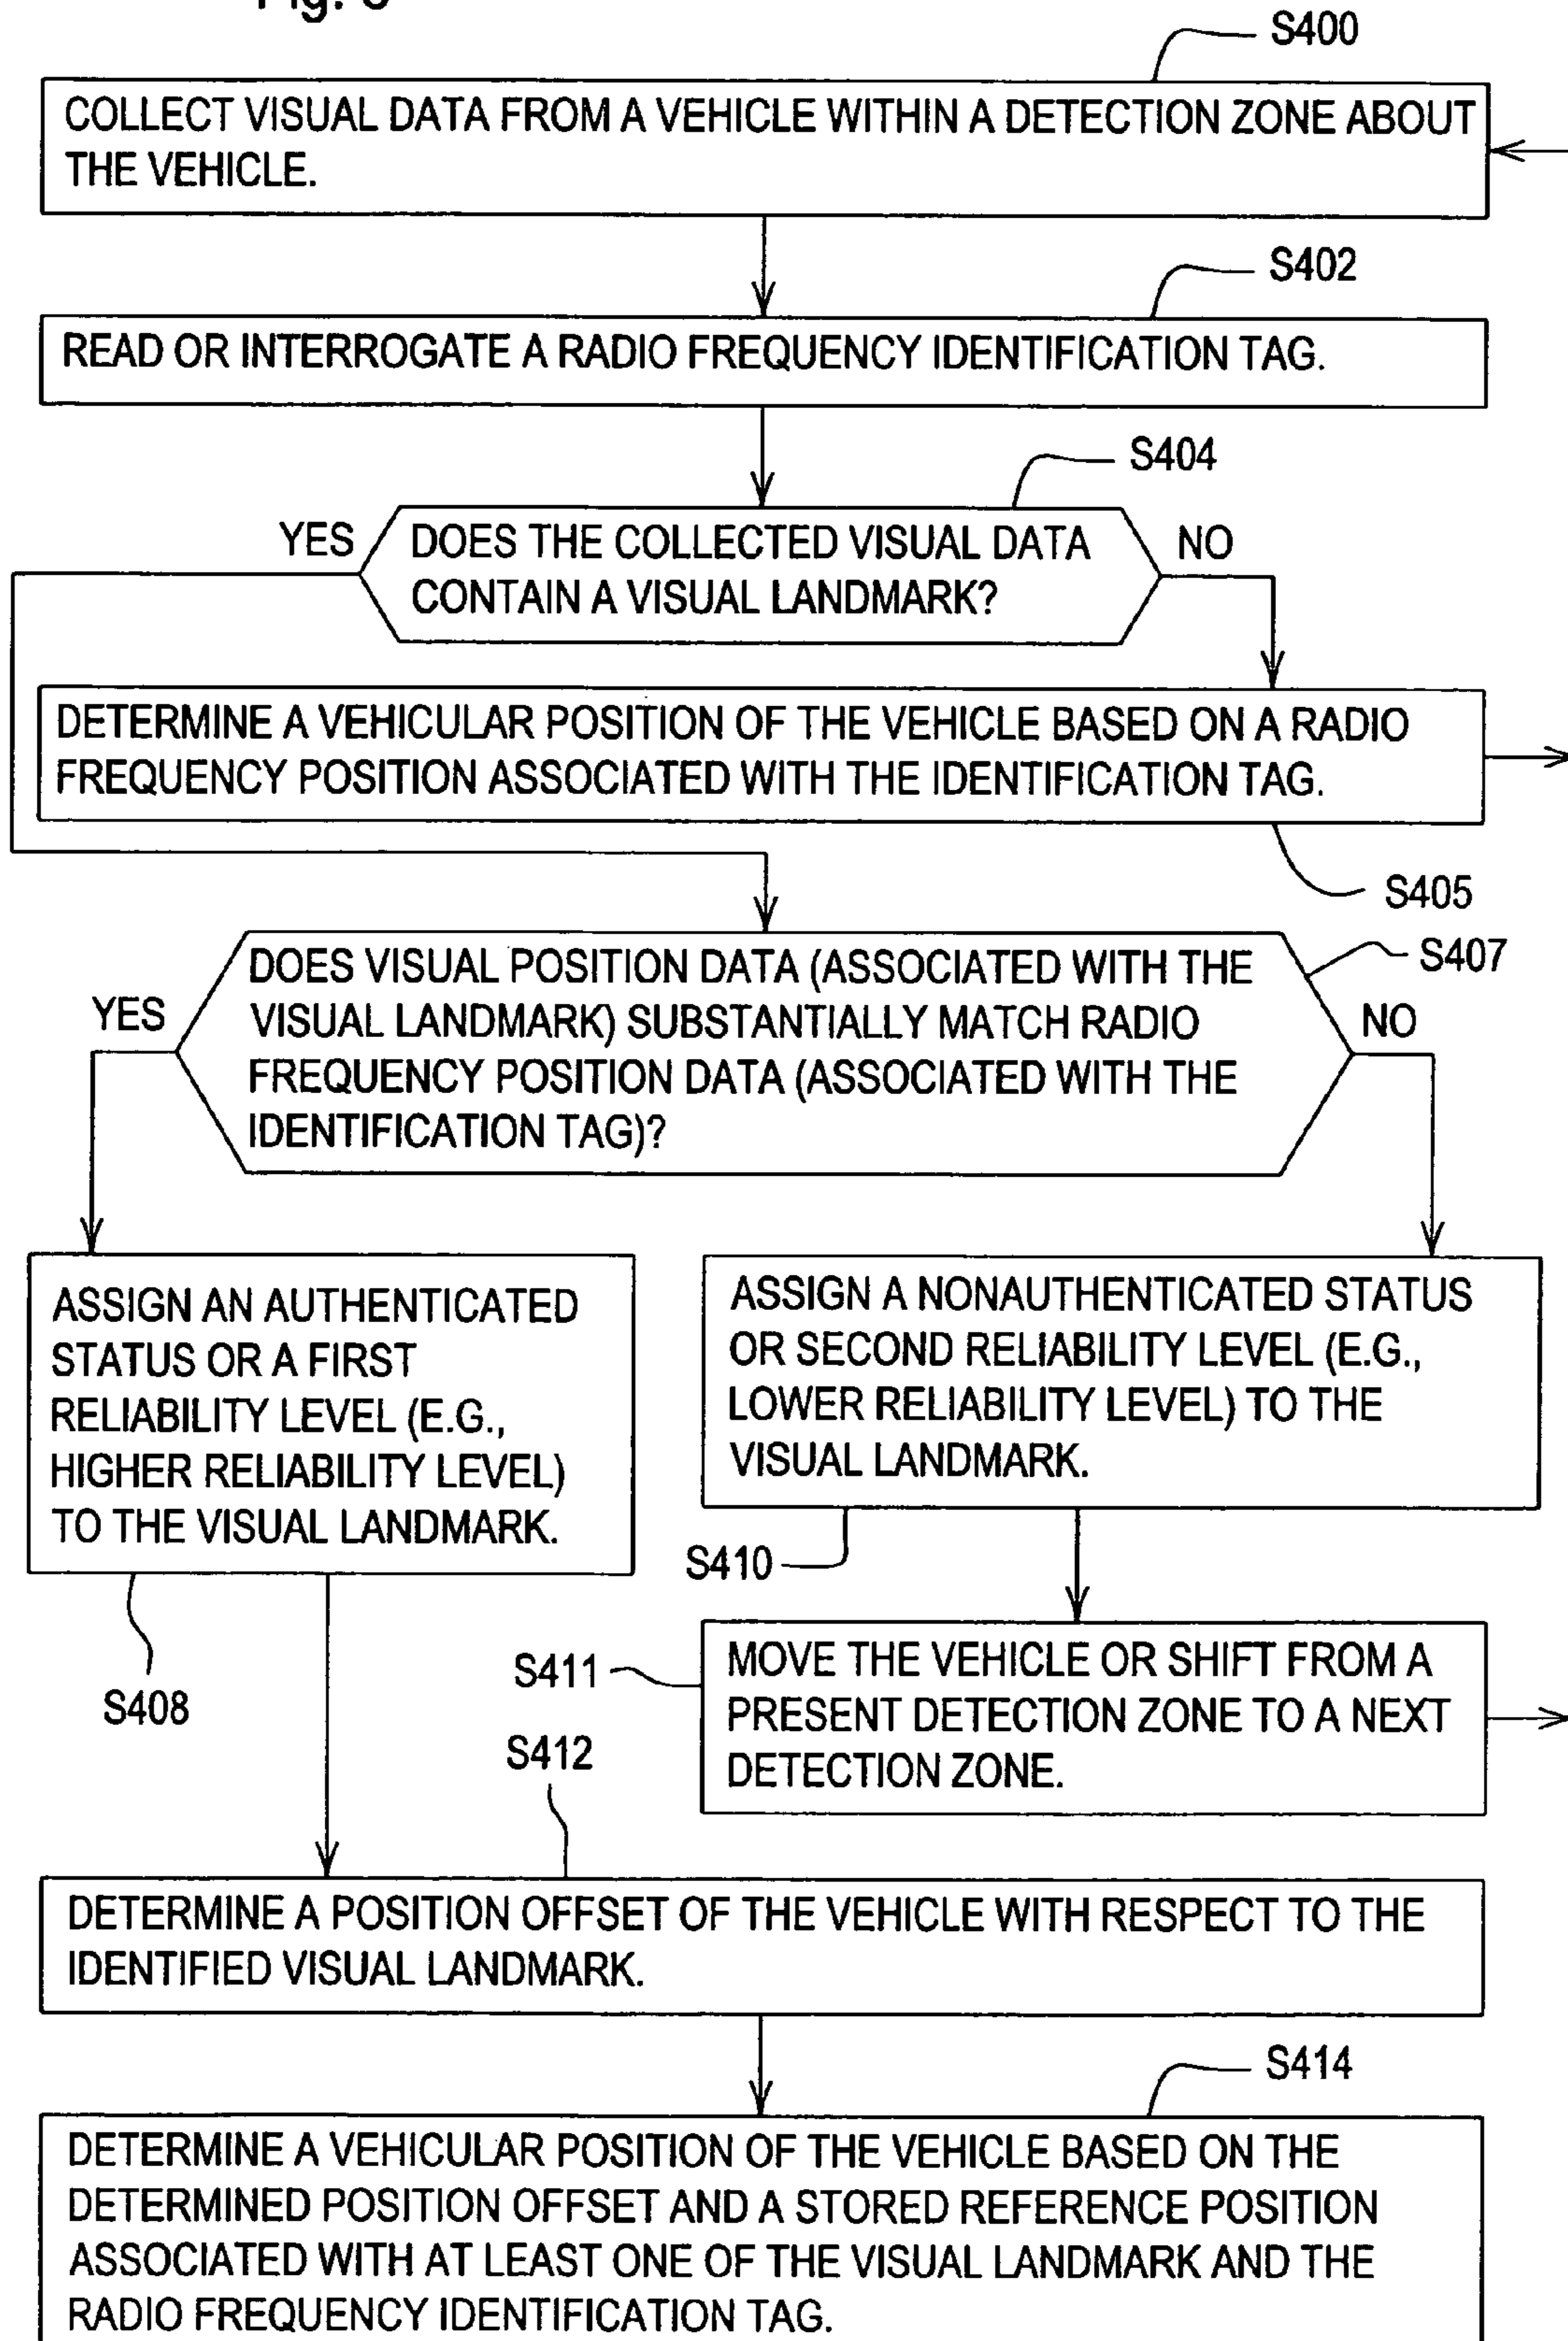 S400
COLLECT VISUAL DATA FROM A VEHICLE WITHIN A DETECTION ZONE ABOUT
THE VEHICLE.
S402
READ OR INTERROGATE A RADIO FREQUENCY IDENTIFICATION TAG.
S404
YES
DOES THE COLLECTED VISUAL DATA
CONTAIN A VISUAL LANDMARK?
NO
DETERMINE A VEHICULAR POSITION OF THE VEHICLE BASED ON A RADIO
FREQUENCY POSITION ASSOCIATED WITH THE IDENTIFICATION TAG.
S405
S407
YES
DOES VISUAL POSITION DATA (ASSOCIATED WITH THE
VISUAL LANDMARK) SUBSTANTIALLY MATCH RADIO
FREQUENCY POSITION DATA (ASSOCIATED WITH THE
IDENTIFICATION TAG)?
NO
ASSIGN AN AUTHENTICATED
STATUS OR A FIRST
RELIABILITY LEVEL (E.G.,
HIGHER RELIABILITY LEVEL)
TO THE VISUAL LANDMARK.
S408
ASSIGN A NONAUTHENTICATED STATUS
OR SECOND RELIABILITY LEVEL (E.G.,
LOWER RELIABILITY LEVEL) TO THE
VISUAL LANDMARK.
S410
S411
MOVE THE VEHICLE OR SHIFT FROM A
PRESENT DETECTION ZONE TO A NEXT
DETECTION ZONE.
S412
DETERMINE A POSITION OFFSET OF THE VEHICLE WITH RESPECT TO THE
IDENTIFIED VISUAL LANDMARK.
S414
DETERMINE A VEHICULAR POSITION OF THE VEHICLE BASED ON THE
DETERMINED POSITION OFFSET AND A STORED REFERENCE POSITION
ASSOCIATED WITH AT LEAST ONE OF THE VISUAL LANDMARK AND THE
RADIO FREQUENCY IDENTIFICATION TAG.